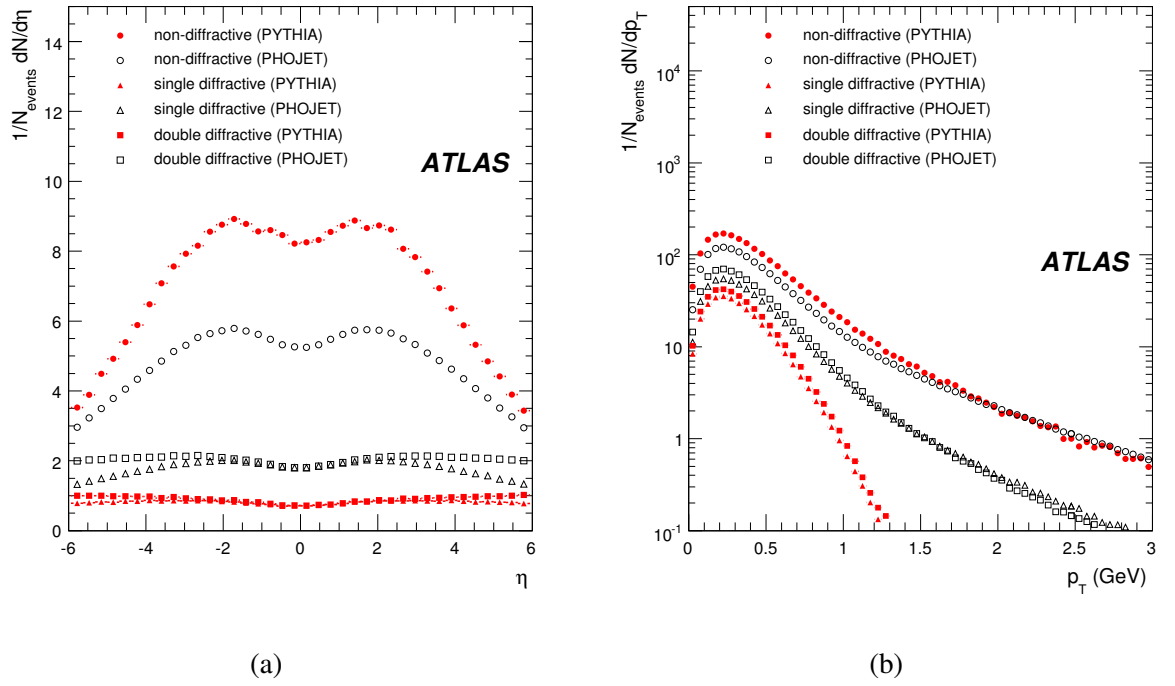 1/N_events dN/dη
14
12
10
8
6
4
2
0
-6
-4
-2
0
2
4
6
η
non-diffractive (PYTHIA)
non-diffractive (PHOJET)
single diffractive (PYTHIA)
single diffractive (PHOJET)
double diffractive (PYTHIA)
double diffractive (PHOJET)
ATLAS
(a)
1/N_events dN/dp_T
10^4
10^3
10^2
10
1
10^-1
0
0.5
1
1.5
2
2.5
3
p_T (GeV)
non-diffractive (PYTHIA)
non-diffractive (PHOJET)
single diffractive (PYTHIA)
single diffractive (PHOJET)
double diffractive (PYTHIA)
double diffractive (PHOJET)
ATLAS
(b)